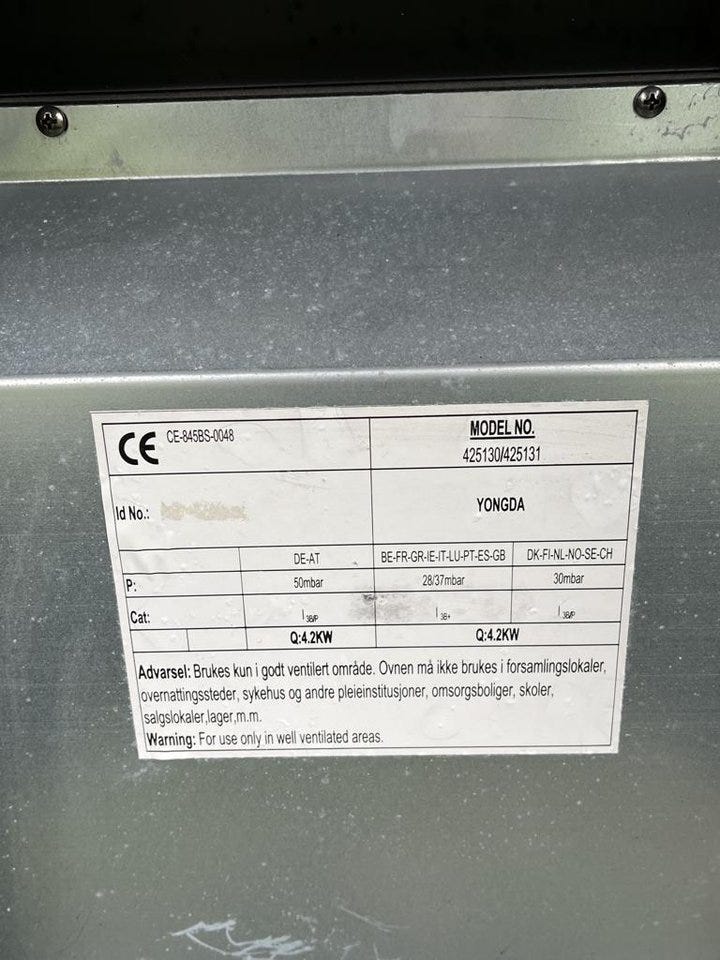 CE CE-845BS-0048
MODEL NO.
425130/425131
Id No.:
YONGDA
DE-AT BE-FR-GR-IE-IT-LU-PT-ES-GB DK-FI-NL-NO-SE-CH
P: 50mbar 28/37mbar 30mbar
Cat: I3B/P I3B+ I3B/P
Q:4.2KW Q:4.2KW
Advarsel: Brukes kun i godt ventilert område. Ovnen må ikke brukes i forsamlingslokaler,
overnattingssteder, sykehus og andre pleieinstitusjoner, omsorgsboliger, skoler,
salgslokaler,lager,m.m.
Warning: For use only in well ventilated areas.